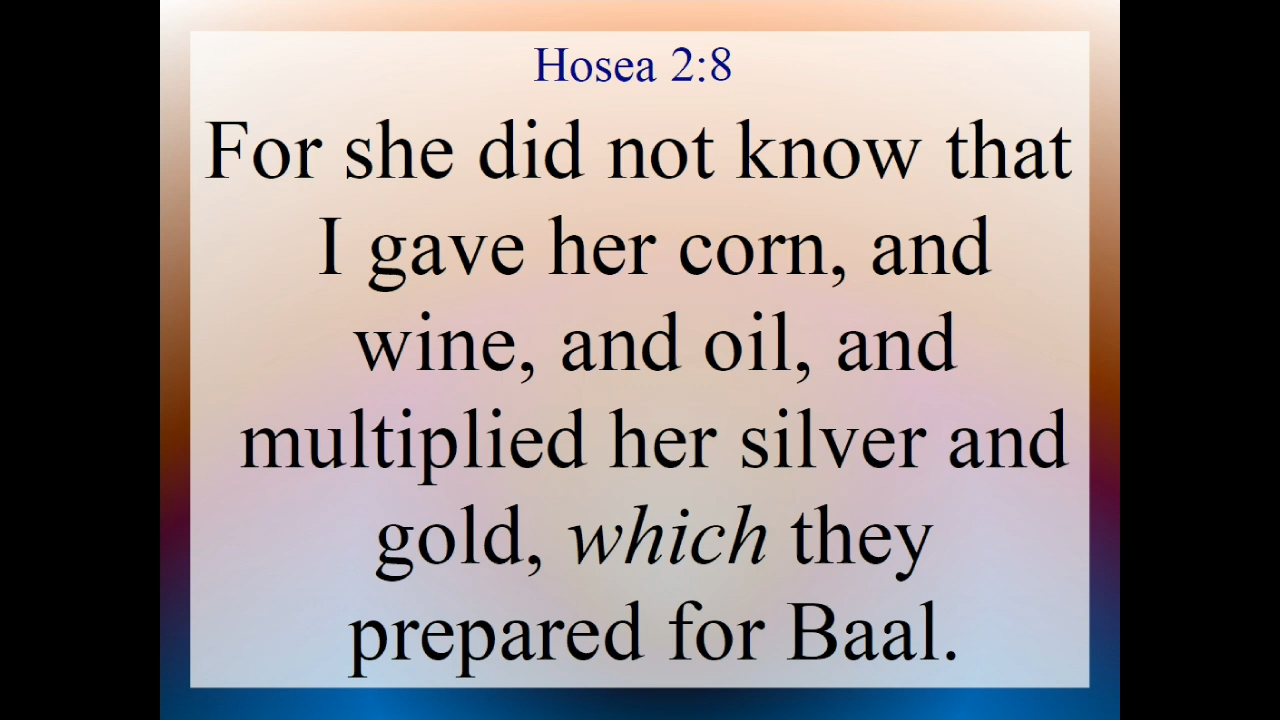 Hosea 2:8
For she did not know that
I gave her corn, and
wine, and oil, and
multiplied her silver and
gold, which they
prepared for Baal.